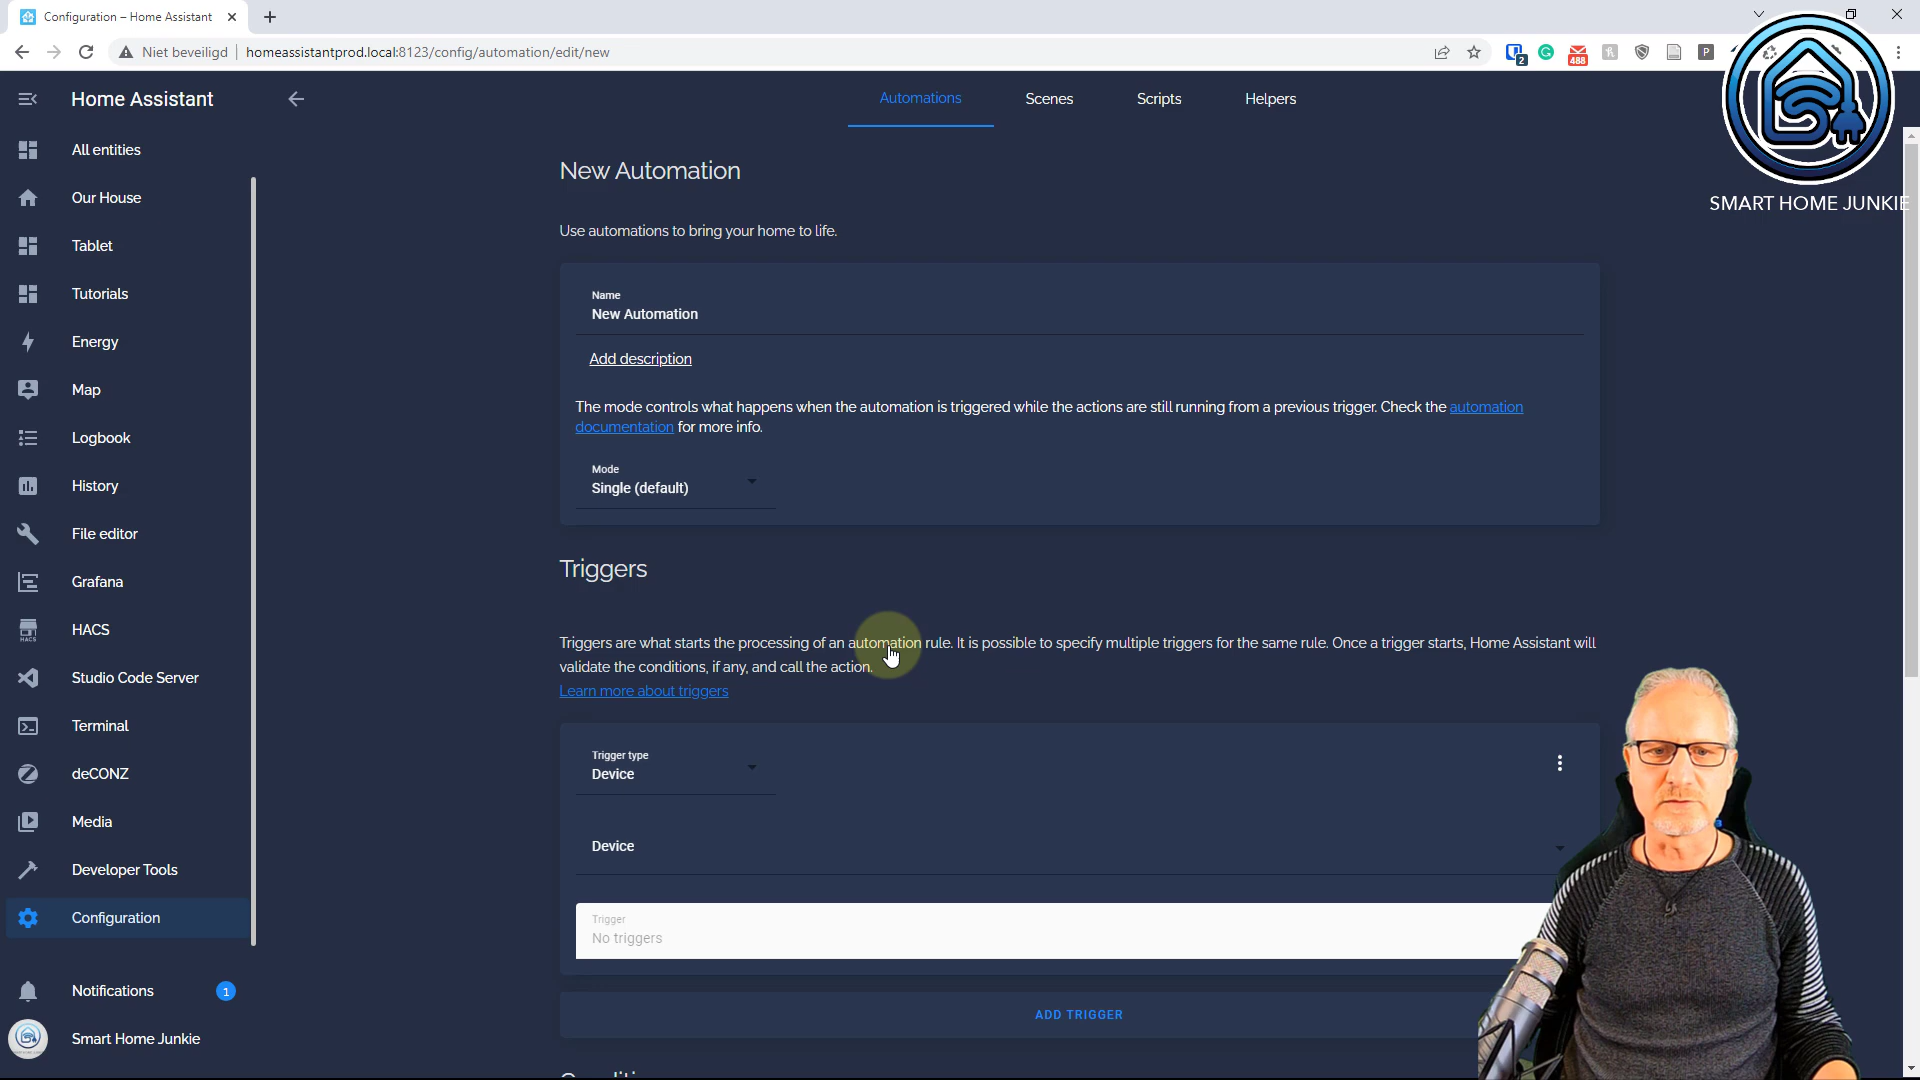 Configuration – Home Assistant
Niet beveiligd
homeassistantprod.local:8123/config/automation/edit/new
2
488
P
Home Assistant
Automations
Scenes
Scripts
Helpers
SMART HOME JUNKIE
All entities
Our House
Tablet
Tutorials
Energy
Map
Logbook
History
File editor
Grafana
HACS
HACS
Studio Code Server
Terminal
deCONZ
Media
Developer Tools
Configuration
Notifications
1
Smart Home Junkie
New Automation
Use automations to bring your home to life.
Name
New Automation
Add description
The mode controls what happens when the automation is triggered while the actions are still running from a previous trigger. Check the automation
documentation for more info.
Mode
Single (default)
Triggers
Triggers are what starts the processing of an automation rule. It is possible to specify multiple triggers for the same rule. Once a trigger starts, Home Assistant will
validate the conditions, if any, and call the action.
Learn more about triggers
Trigger type
Device
Device
Trigger
No triggers
ADD TRIGGER